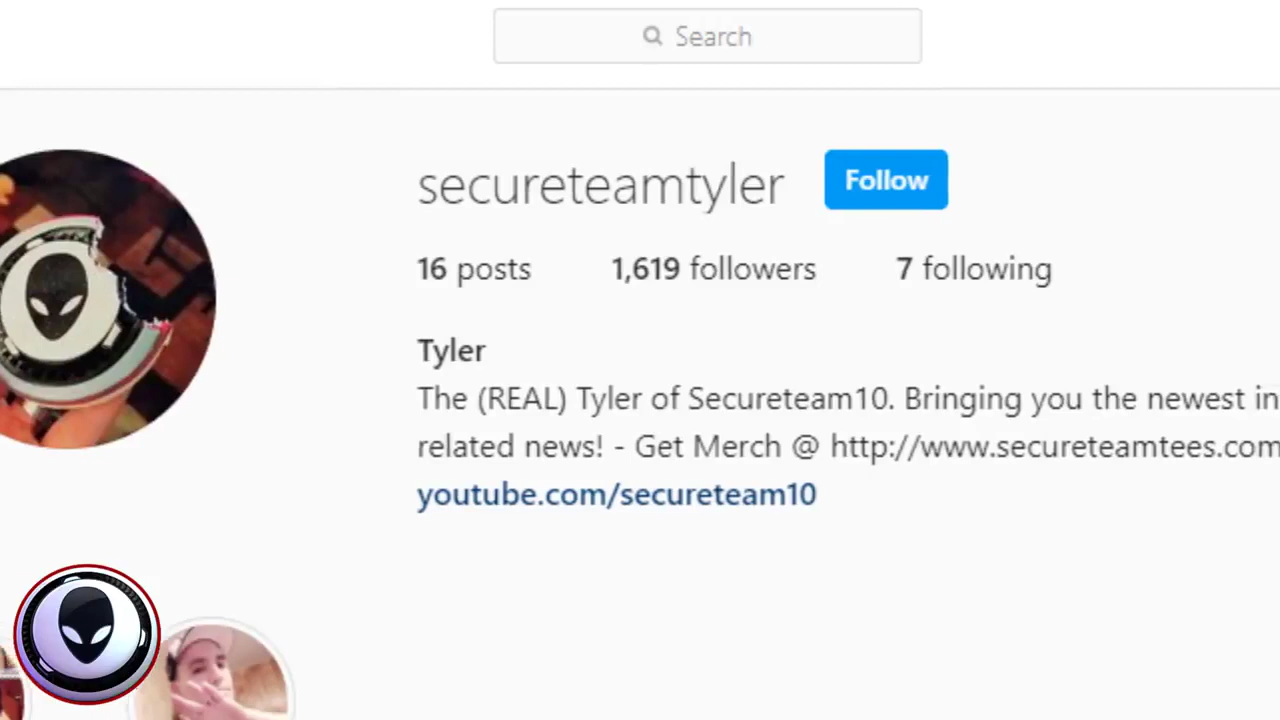 Search
secureteamtyler Follow
16 posts 1,619 followers 7 following
Tyler
The (REAL) Tyler of Secureteam10. Bringing you the newest in
related news! - Get Merch @ http://www.secureteamtees.com
youtube.com/secureteam10